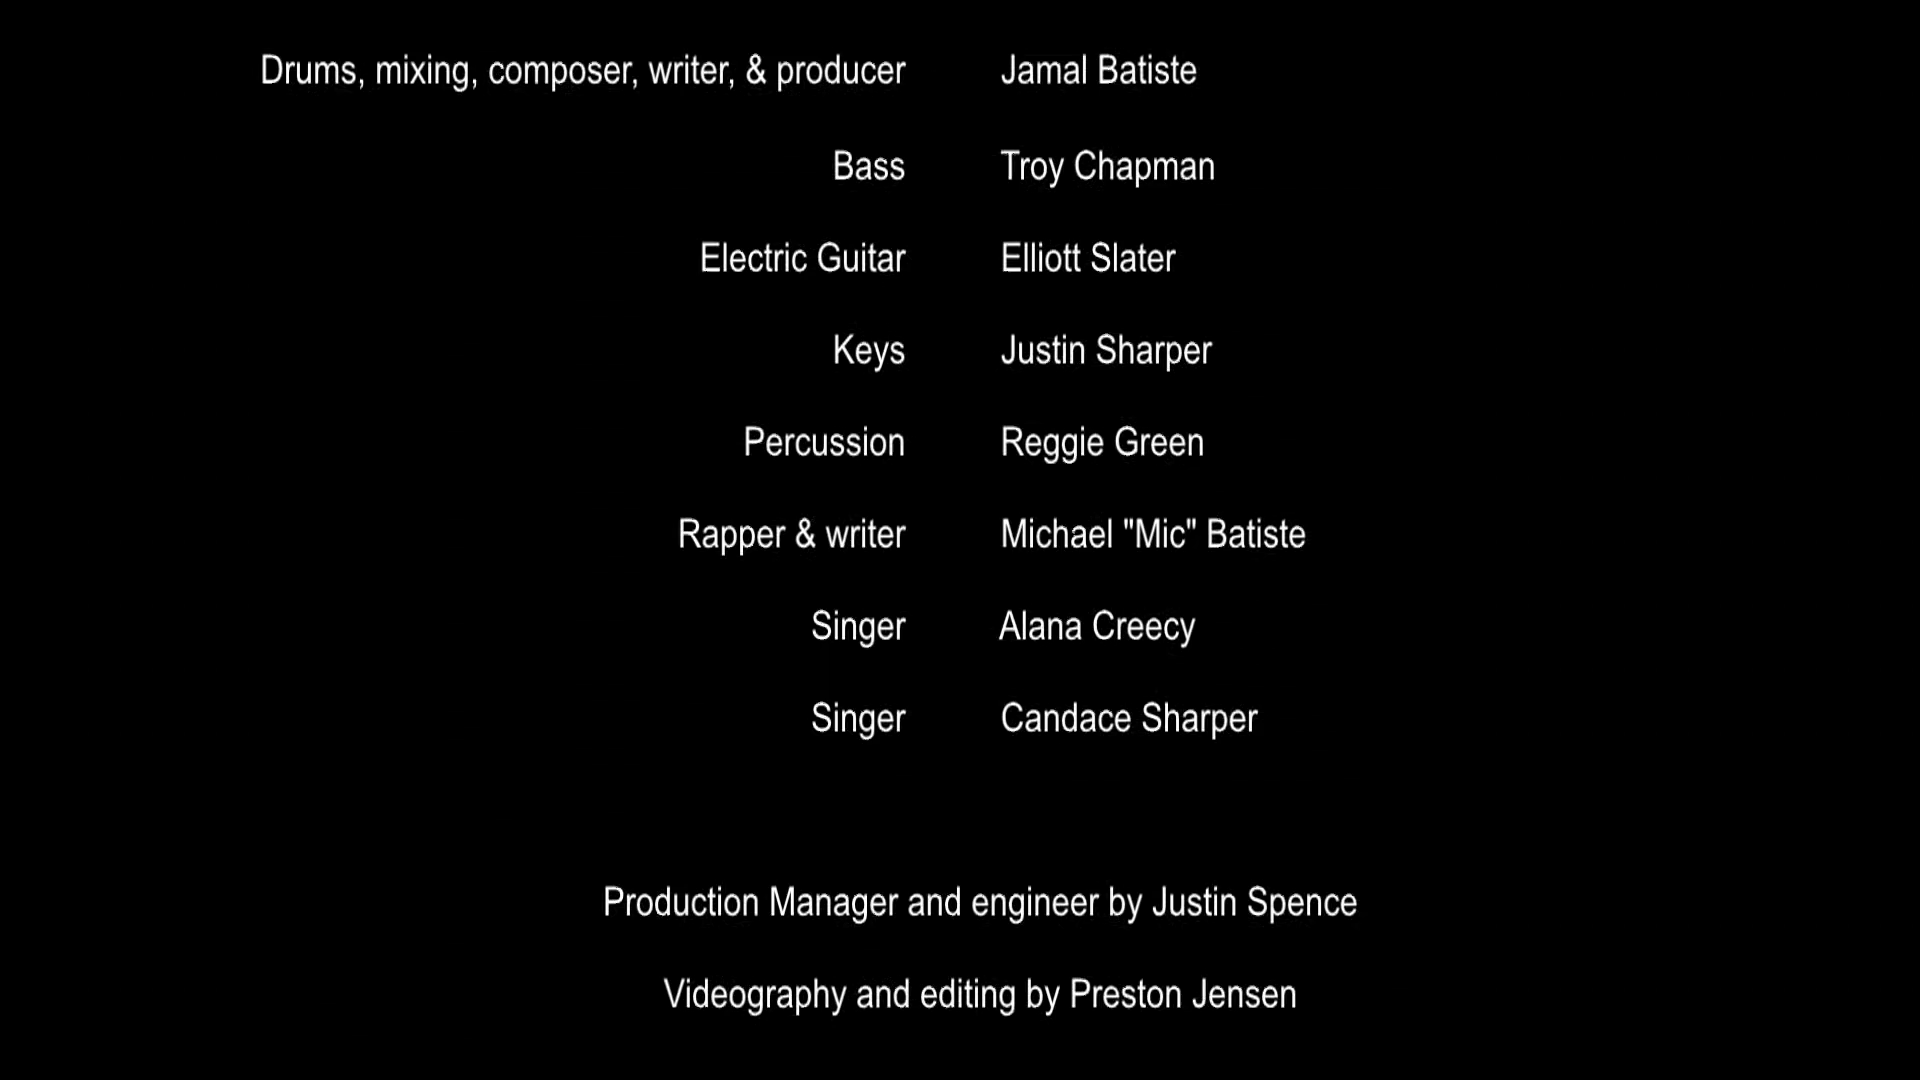 Drums, mixing, composer, writer, & producer Jamal Batiste
Bass Troy Chapman
Electric Guitar Elliott Slater
Keys Justin Sharper
Percussion Reggie Green
Rapper & writer Michael "Mic" Batiste
Singer Alana Creecy
Singer Candace Sharper
Production Manager and engineer by Justin Spence
Videography and editing by Preston Jensen